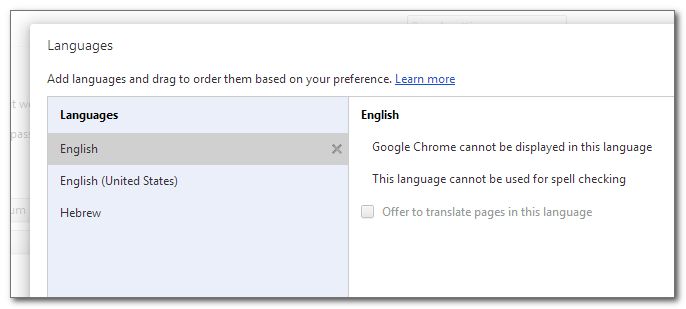 Languages
Add languages and drag to order them based on your preference. Learn more
Languages
English
English (United States)
Hebrew
English
Google Chrome cannot be displayed in this language
This language cannot be used for spell checking
Offer to translate pages in this language